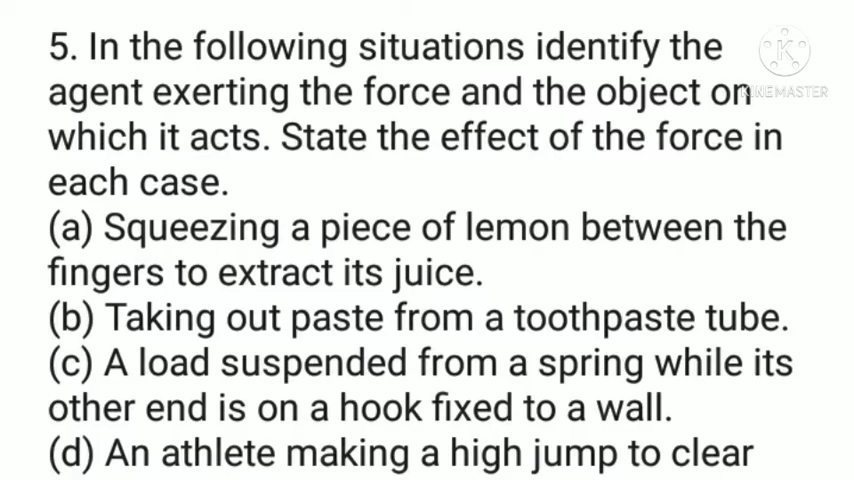 5. In the following situations identify the
agent exerting the force and the object on
which it acts. State the effect of the force in
each case.
(a) Squeezing a piece of lemon between the
fingers to extract its juice.
(b) Taking out paste from a toothpaste tube.
(c) A load suspended from a spring while its
other end is on a hook fixed to a wall.
(d) An athlete making a high jump to clear
K
KINEMASTER